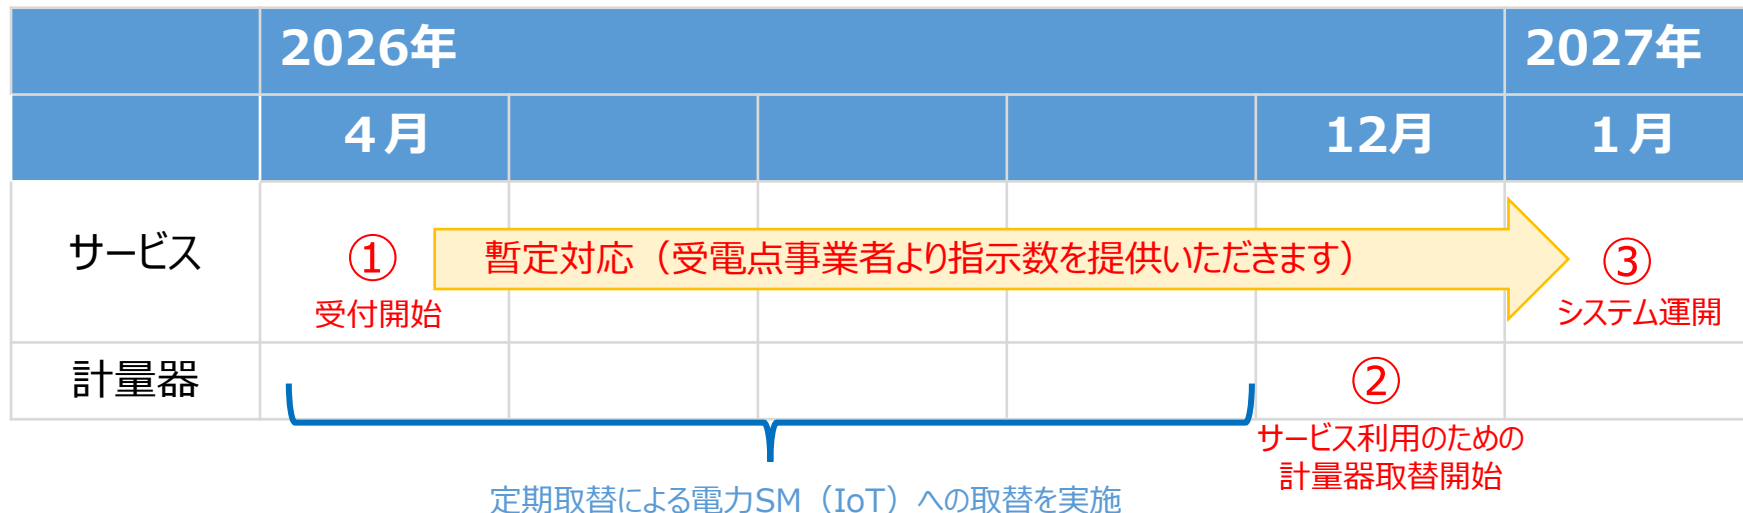 2026年
2027年
４月
12月
１月
サービス
①
暫定対応（受電点事業者より指示数を提供いただきます）
③
受付開始
システム運開
計量器
②
サービス利用のための
計量器取替開始
定期取替による電力SM（IoT）への取替を実施